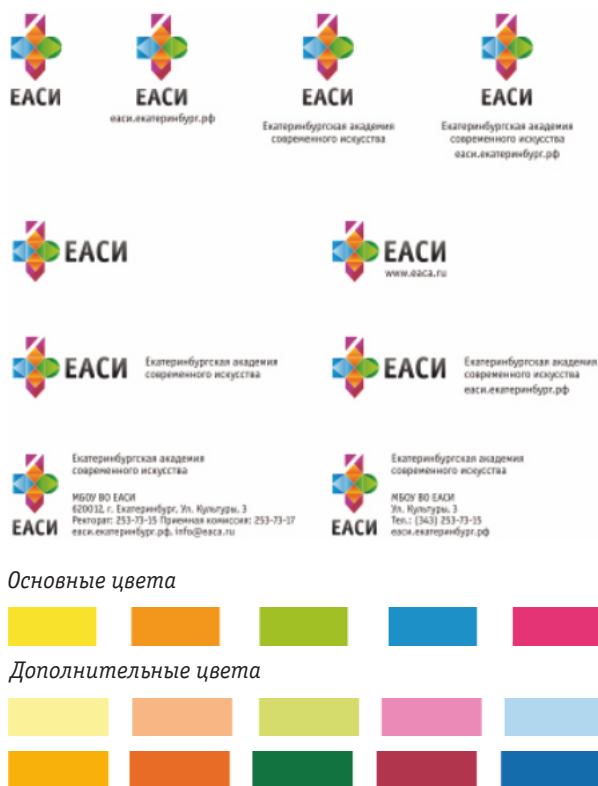 ЕАСИ
ЕАСИ
еаси.екатеринбург.рф
ЕАСИ
Екатеринбургская академия
современного искусства
ЕАСИ
Екатеринбургская академия
современного искусства
еаси.екатеринбург.рф
ЕАСИ
ЕАСИ
www.eaca.ru
ЕАСИ
Екатеринбургская академия
современного искусства
ЕАСИ
Екатеринбургская академия
современного искусства
еаси.екатеринбург.рф
ЕАСИ
Екатеринбургская академия
современного искусства
МБОУ ВО ЕАСИ
620012, г. Екатеринбург, Ул. Культуры, 3
Ректорат: 253-73-15 Приемная комиссия: 253-73-17
еаси.екатеринбург.рф, info@eaca.ru
ЕАСИ
Екатеринбургская академия
современного искусства
МБОУ ВО ЕАСИ
Ул. Культуры, 3
Тел.: (343) 253-73-15
еаси.екатеринбург.рф
Основные цвета
Дополнительные цвета